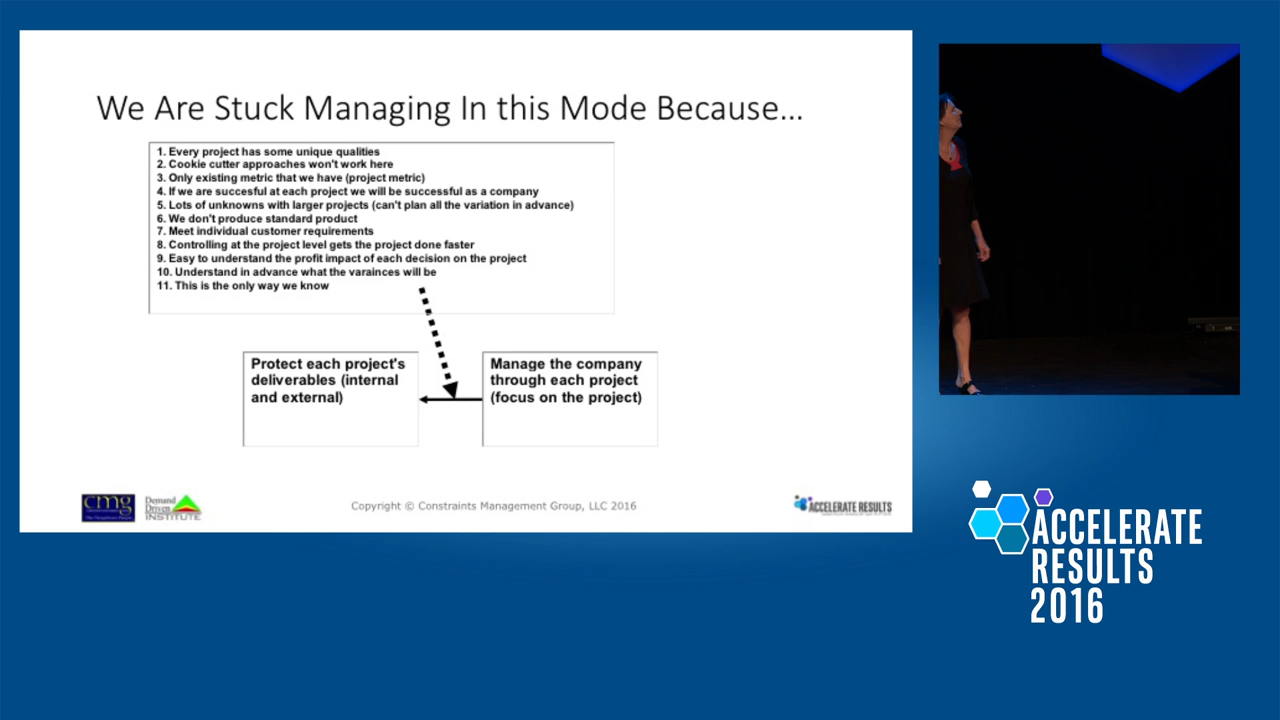 We Are Stuck Managing In this Mode Because...
1. Every project has some unique qualities
2. Cookie cutter approaches won't work here
3. Only existing metric that we have (project metric)
4. If we are succesful at each project we will be successful as a company
5. Lots of unknowns with larger projects (can't plan all the variation in advance)
6. We don't produce standard product
7. Meet individual customer requirements
8. Controlling at the project level gets the project done faster
9. Easy to understand the profit impact of each decision on the project
10. Understand in advance what the varainces will be
11. This is the only way we know
Protect each project's
deliverables (internal
and external)
Manage the company
through each project
(focus on the project)
cmg
Demand
Driven
INSTITUTE
Copyright © Constraints Management Group, LLC 2016
ACCELERATE RESULTS
ACCELERATE
RESULTS
2016